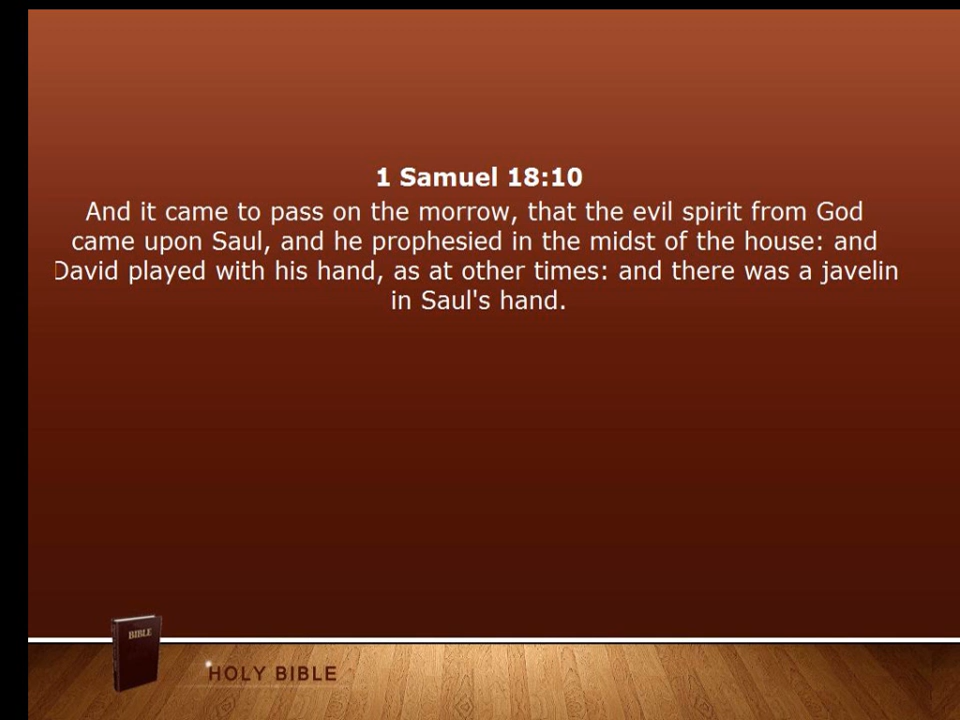 1 Samuel 18:10
And it came to pass on the morrow, that the evil spirit from God
came upon Saul, and he prophesied in the midst of the house: and
David played with his hand, as at other times: and there was a javelin
in Saul's hand.
BIBLE
HOLY BIBLE